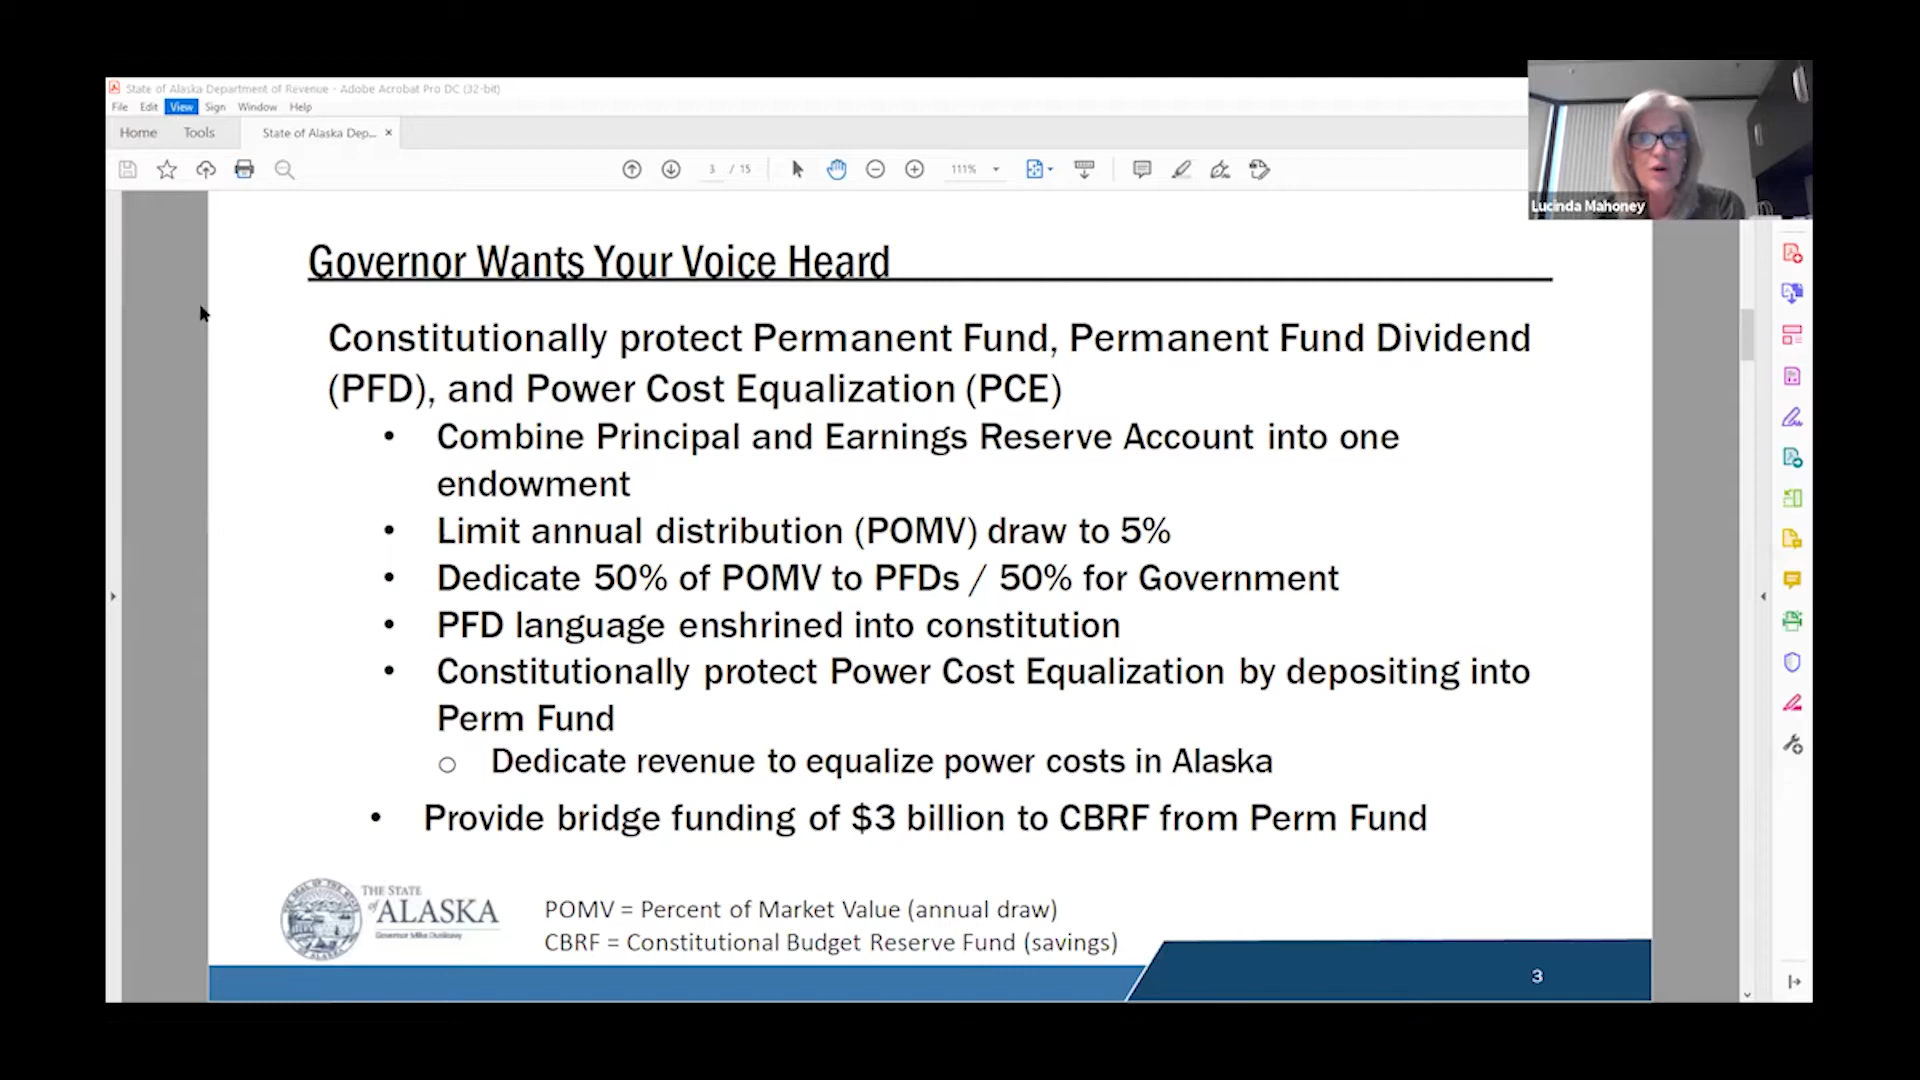 State of Alaska Department of Revenue - Adobe Acrobat Pro DC (32-bit)
File Edit View Sign Window Help
Home Tools State of Alaska Dep... ×
3 / 15 111%
Lucinda Mahoney
Governor Wants Your Voice Heard
Constitutionally protect Permanent Fund, Permanent Fund Dividend
(PFD), and Power Cost Equalization (PCE)
• Combine Principal and Earnings Reserve Account into one
endowment
• Limit annual distribution (POMV) draw to 5%
• Dedicate 50% of POMV to PFDs / 50% for Government
• PFD language enshrined into constitution
• Constitutionally protect Power Cost Equalization by depositing into
Perm Fund
o Dedicate revenue to equalize power costs in Alaska
• Provide bridge funding of $3 billion to CBRF from Perm Fund
THE STATE
of ALASKA
Governor Mike Dunleavy
POMV = Percent of Market Value (annual draw)
CBRF = Constitutional Budget Reserve Fund (savings)
3